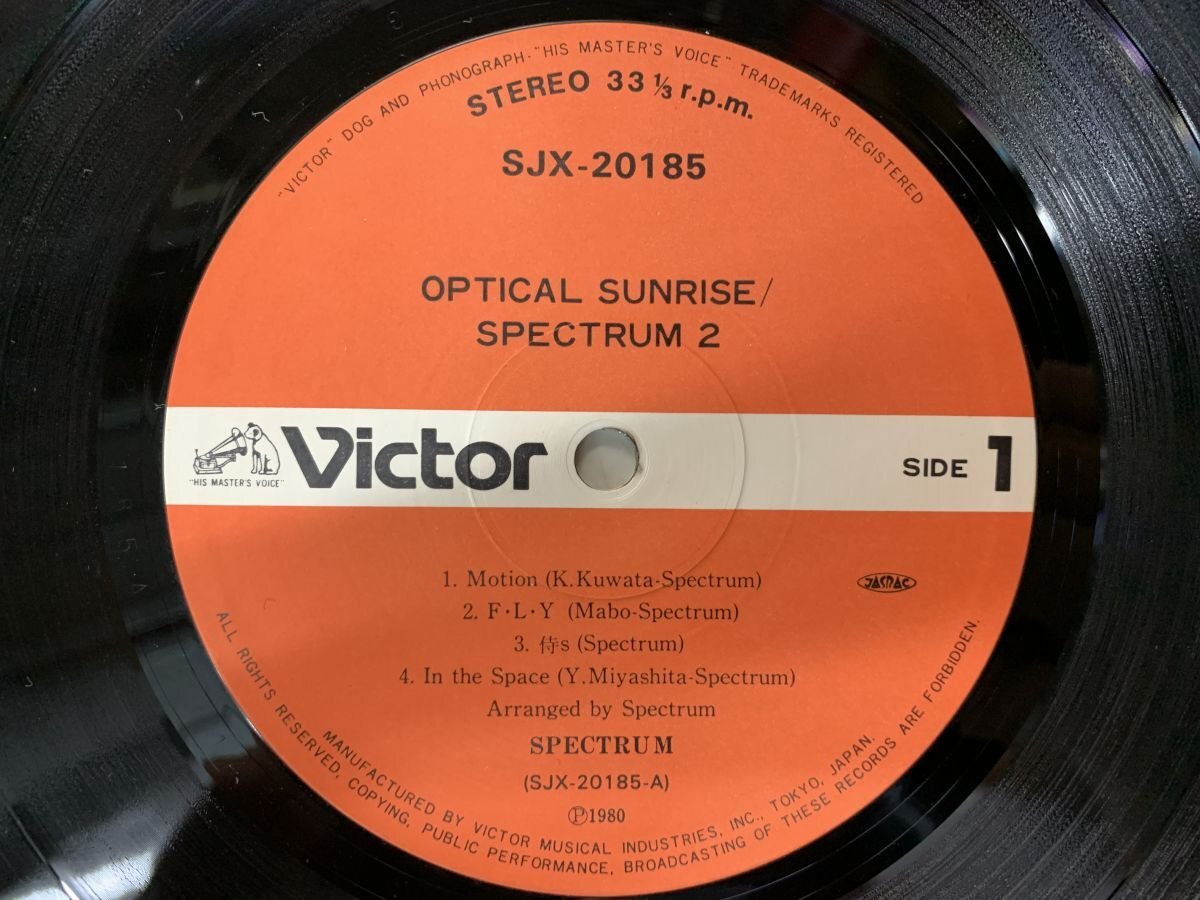 "VICTOR" DOG AND PHONOGRAPH·"HIS MASTER'S VOICE" TRADEMARKS REGISTERED
STEREO 33 1/3 r.p.m.
SJX-20185
OPTICAL SUNRISE/
SPECTRUM 2
"HIS MASTER'S VOICE"
Victor
SIDE 1
1. Motion (K.Kuwata-Spectrum)
JASRAC
2. F·L·Y (Mabo-Spectrum)
3. 侍s (Spectrum)
4. In the Space (Y.Miyashita-Spectrum)
Arranged by Spectrum
SPECTRUM
(SJX-20185-A)
Ⓟ1980
MANUFACTURED BY VICTOR MUSICAL INDUSTRIES, INC., TOKYO, JAPAN.
ALL RIGHTS RESERVED, COPYING, PUBLIC PERFORMANCE, BROADCASTING OF THESE RECORDS ARE FORBIDDEN.